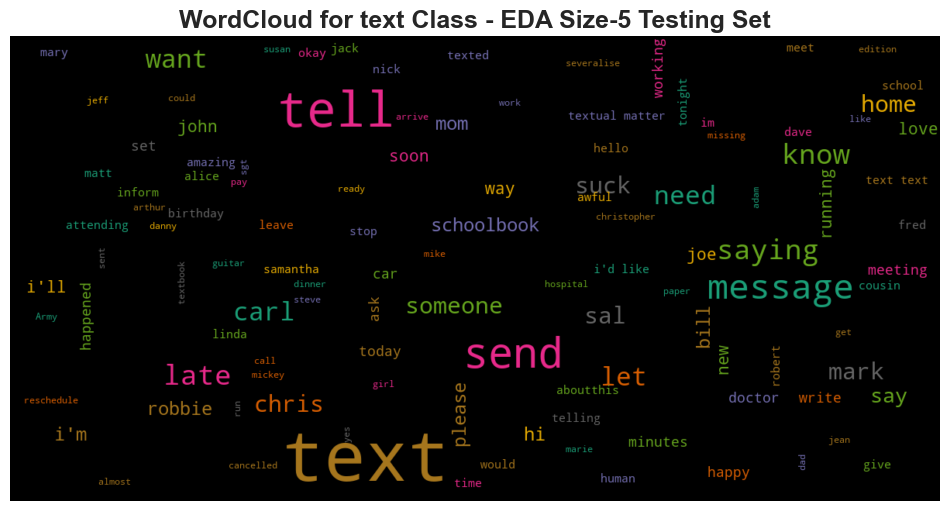 WordCloud for text Class - EDA Size-5 Testing Set
mary
want
susan
okay
jack
nick
texted
severalise
working
meet
edition
jeff
could
tell
arrive
mom
work
textual matter
tonight
im
missing
dave
school
home
like
love
john
set
amazing
sgt
soon
hello
know
matt
alice
pay
inform
ready
way
suck
awful
need
adam
running
text text
arthur
birthday
danny
attending
leave
stop
schoolbook
christopher
fred
sent
textbook
guitar
samantha
mike
car
i'd like
joe
saying
meeting
i'll
happened
dinner
steve
hospital
paper
message
cousin
Army
carl
ask
someone
sal
bill
get
linda
today
send
new
robert
late
call
mickey
girl
let
mark
reschedule
robbie
run
chris
please
aboutthis
doctor
write
say
i'm
yes
text
hi
telling
minutes
jean
marie
cancelled
would
dad
give
almost
time
human
happy